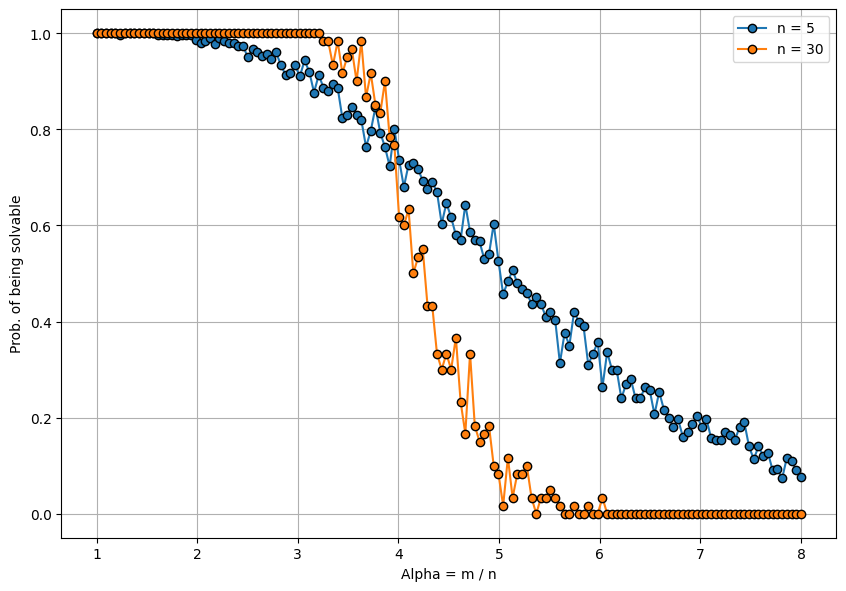 n = 5
n = 30
Prob. of being solvable
1.0
0.8
0.6
0.4
0.2
0.0
1 2 3 4 5 6 7 8
Alpha = m / n